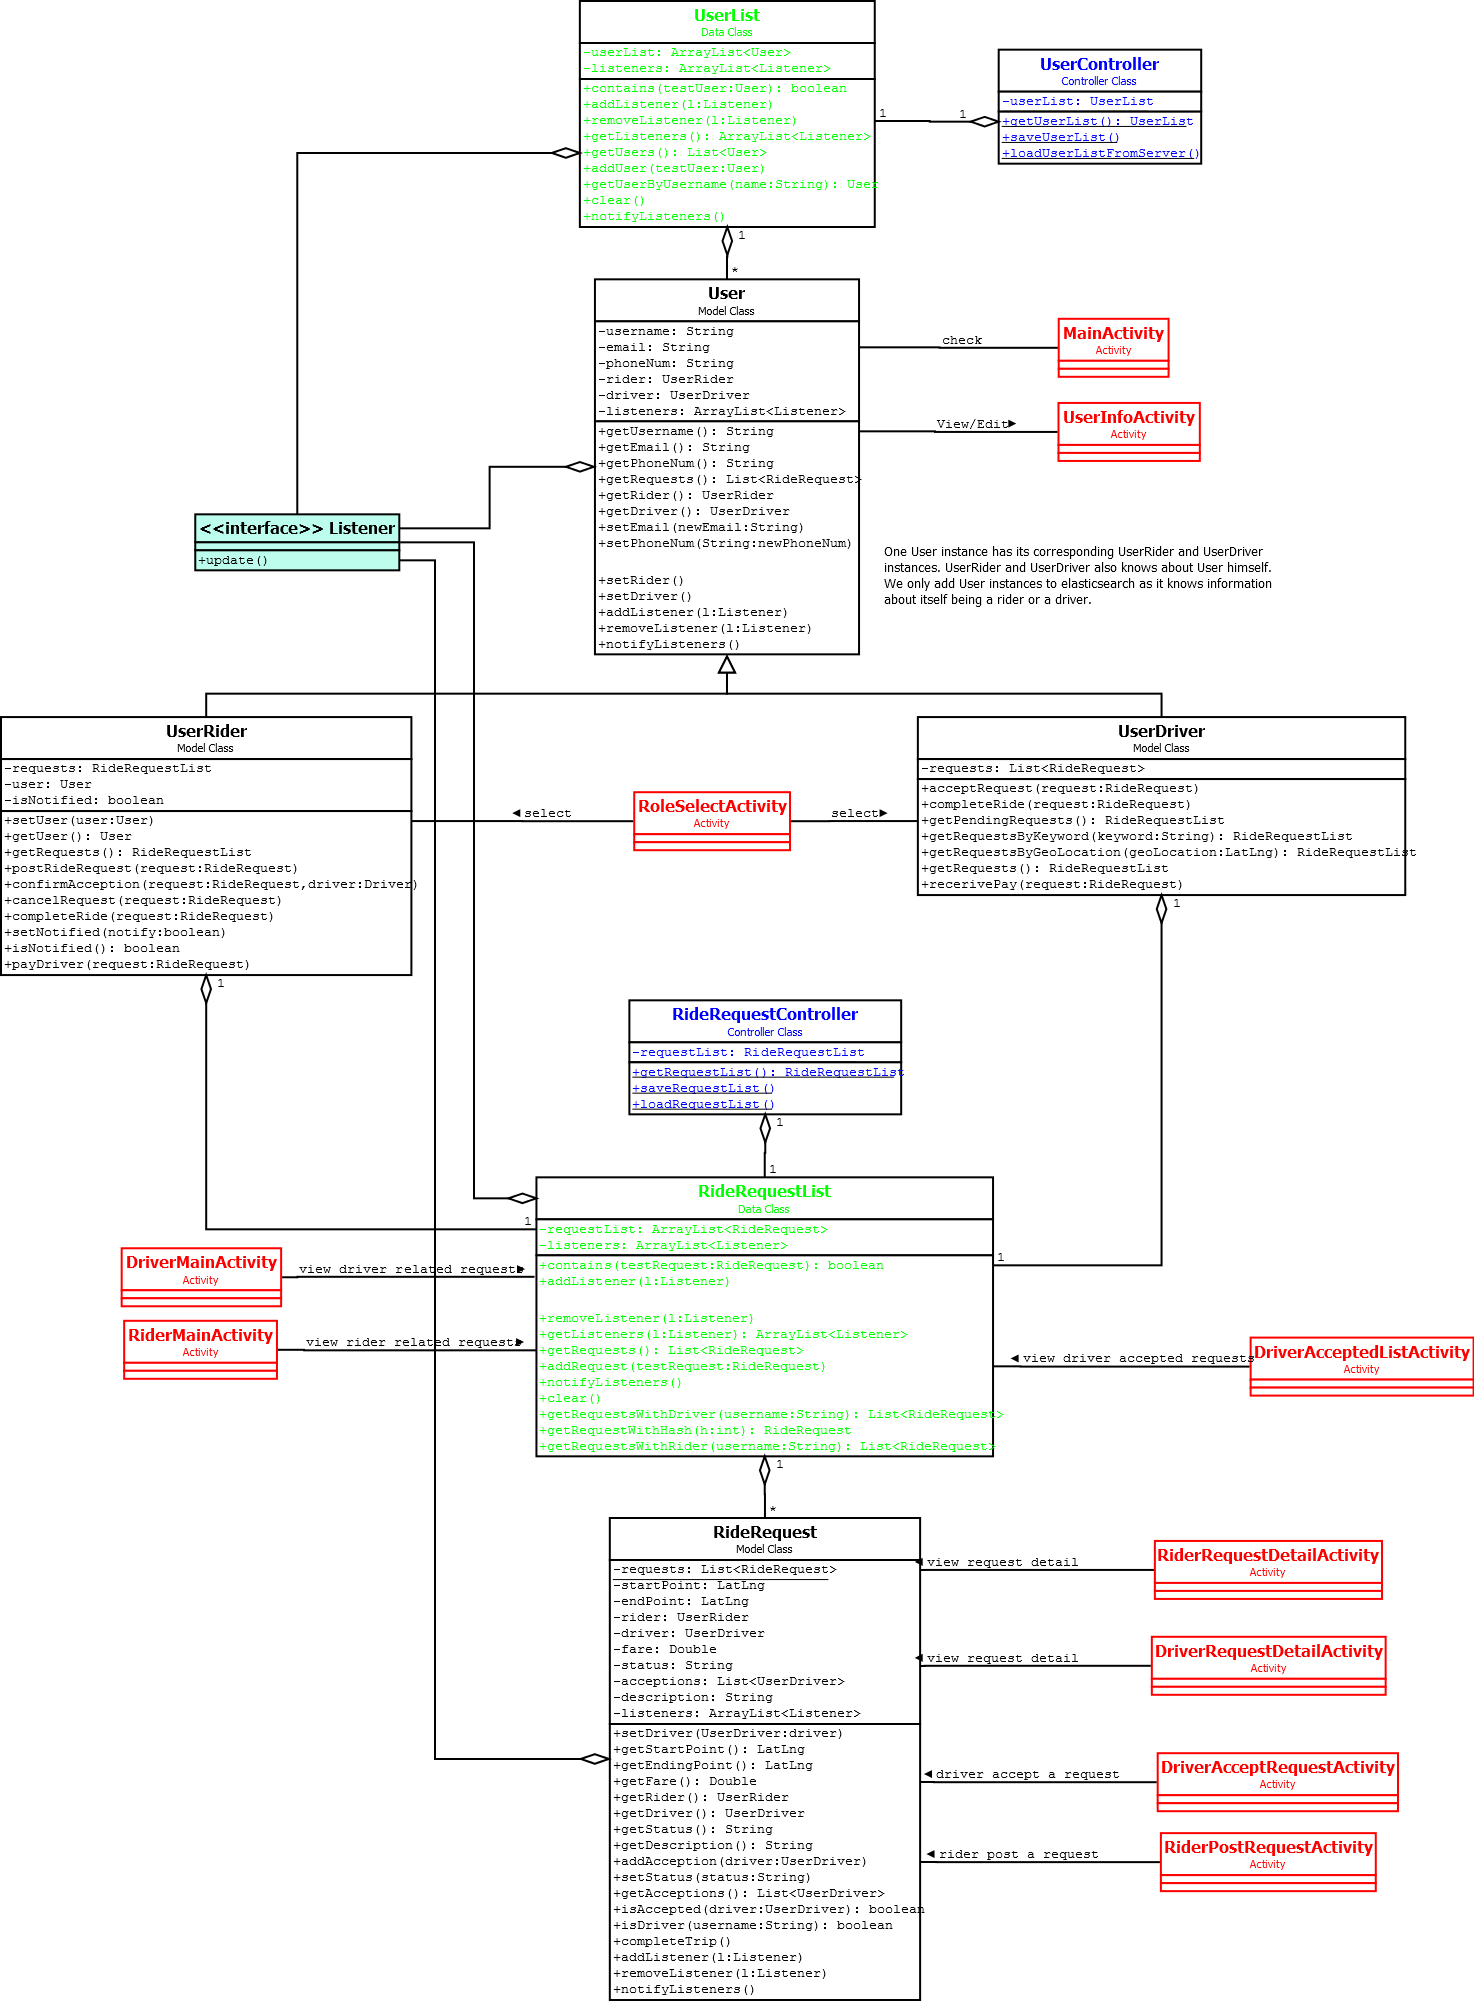 UserList
Data Class
-userList: ArrayList<User>
-listeners: ArrayList<Listener>
+contains(testUser:User): boolean
+addListener(l:Listener)
+removeListener(l:Listener)
+getListeners(): ArrayList<Listener>
+getUsers(): List<User>
+addUser(testUser:User)
+getUserByUsername(name:String): User
+clear()
+notifyListeners()
UserController
Controller Class
-userList: UserList
+getUserList(): UserList
+saveUserList()
+loadUserListFromServer()
1
1
1
*
User
Model Class
-username: String
-email: String
-phoneNum: String
-rider: UserRider
-driver: UserDriver
-listeners: ArrayList<Listener>
+getUsername(): String
+getEmail(): String
+getPhoneNum(): String
+getRequests(): List<RideRequest>
+getRider(): UserRider
+getDriver(): UserDriver
+setEmail(newEmail:String)
+setPhoneNum(String:newPhoneNum)
+setRider()
+setDriver()
+addListener(l:Listener)
+removeListener(l:Listener)
+notifyListeners()
check
MainActivity
Activity
View/Edit
UserInfoActivity
Activity
<<interface>> Listener
+update()
One User instance has its corresponding UserRider and UserDriver
instances. UserRider and UserDriver also knows about User himself.
We only add User instances to elasticsearch as it knows information
about itself being a rider or a driver.
UserRider
Model Class
-requests: RideRequestList
-user: User
-isNotified: boolean
+setUser(user:User)
+getUser(): User
+getRequests(): RideRequestList
+postRideRequest(request:RideRequest)
+confirmAcception(request:RideRequest,driver:Driver)
+cancelRequest(request:RideRequest)
+completeRide(request:RideRequest)
+setNotified(notify:boolean)
+isNotified(): boolean
+payDriver(request:RideRequest)
1
select
RoleSelectActivity
Activity
select
UserDriver
Model Class
-requests: List<RideRequest>
+acceptRequest(request:RideRequest)
+completeRide(request:RideRequest)
+getPendingRequests(): RideRequestList
+getRequestsByKeyword(keyword:String): RideRequestList
+getRequestsByGeoLocation(geoLocation:LatLng): RideRequestList
+getRequests(): RideRequestList
+recerivePay(request:RideRequest)
1
RideRequestController
Controller Class
-requestList: RideRequestList
+getRequestList(): RideRequestList
+saveRequestList()
+loadRequestList()
1
1
RideRequestList
Data Class
-requestList: ArrayList<RideRequest>
-listeners: ArrayList<Listener>
+contains(testRequest:RideRequest): boolean
+addListener(l:Listener)
+removeListener(l:Listener)
+getListeners(l:Listener): ArrayList<Listener>
+getRequests(): List<RideRequest>
+addRequest(testRequest:RideRequest)
+notifyListeners()
+clear()
+getRequestsWithDriver(username:String): List<RideRequest>
+getRequestWithHash(h:int): RideRequest
+getRequestsWithRider(username:String): List<RideRequest>
1
1
DriverMainActivity
Activity
view driver related requests
RiderMainActivity
Activity
view rider related requests
view driver accepted requests
DriverAcceptedListActivity
Activity
1
*
RideRequest
Model Class
-requests: List<RideRequest>
-startPoint: LatLng
-endPoint: LatLng
-rider: UserRider
-driver: UserDriver
-fare: Double
-status: String
-acceptions: List<UserDriver>
-description: String
-listeners: ArrayList<Listener>
+setDriver(UserDriver:driver)
+getStartPoint(): LatLng
+getEndingPoint(): LatLng
+getFare(): Double
+getRider(): UserRider
+getDriver(): UserDriver
+getStatus(): String
+getDescription(): String
+addAcception(driver:UserDriver)
+setStatus(status:String)
+getAcceptions(): List<UserDriver>
+isAccepted(driver:UserDriver): boolean
+isDriver(username:String): boolean
+completeTrip()
+addListener(l:Listener)
+removeListener(l:Listener)
+notifyListeners()
view request detail
RiderRequestDetailActivity
Activity
view request detail
DriverRequestDetailActivity
Activity
driver accept a request
DriverAcceptRequestActivity
Activity
rider post a request
RiderPostRequestActivity
Activity